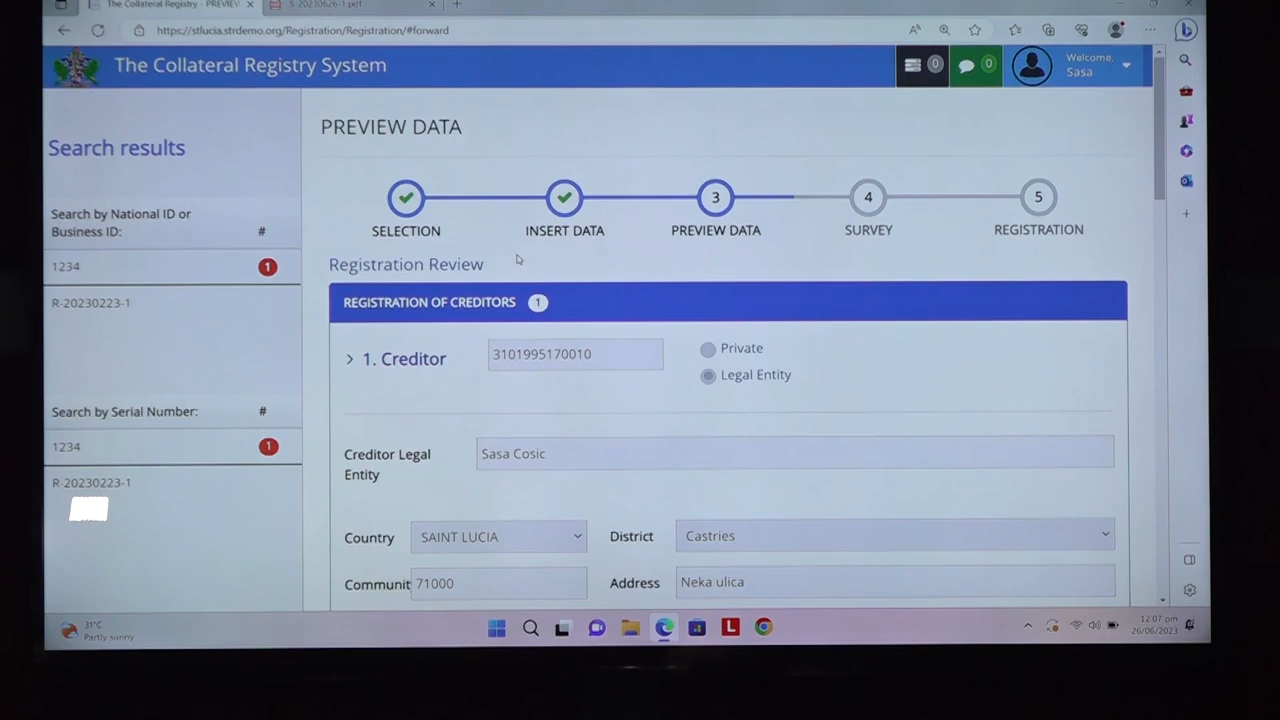 The Collateral Registry - PREVIEW
S-20230626-1.pdf
https://stlucia.strdemo.org/Registration/Registration/#forward
The Collateral Registry System
0
0
Welcome,
Sasa
Search results
Search by National ID or
Business ID:
#
1234
1
R-20230223-1
Search by Serial Number:
#
1234
1
R-20230223-1
PREVIEW DATA
3
4
5
SELECTION
INSERT DATA
PREVIEW DATA
SURVEY
REGISTRATION
Registration Review
REGISTRATION OF CREDITORS 1
1. Creditor
3101995170010
Private
Legal Entity
Creditor Legal
Entity
Sasa Cosic
Country
SAINT LUCIA
District
Castries
Communit
71000
Address
Neka ulica
31°C
Partly sunny
L
12:07 pm
26/06/2023